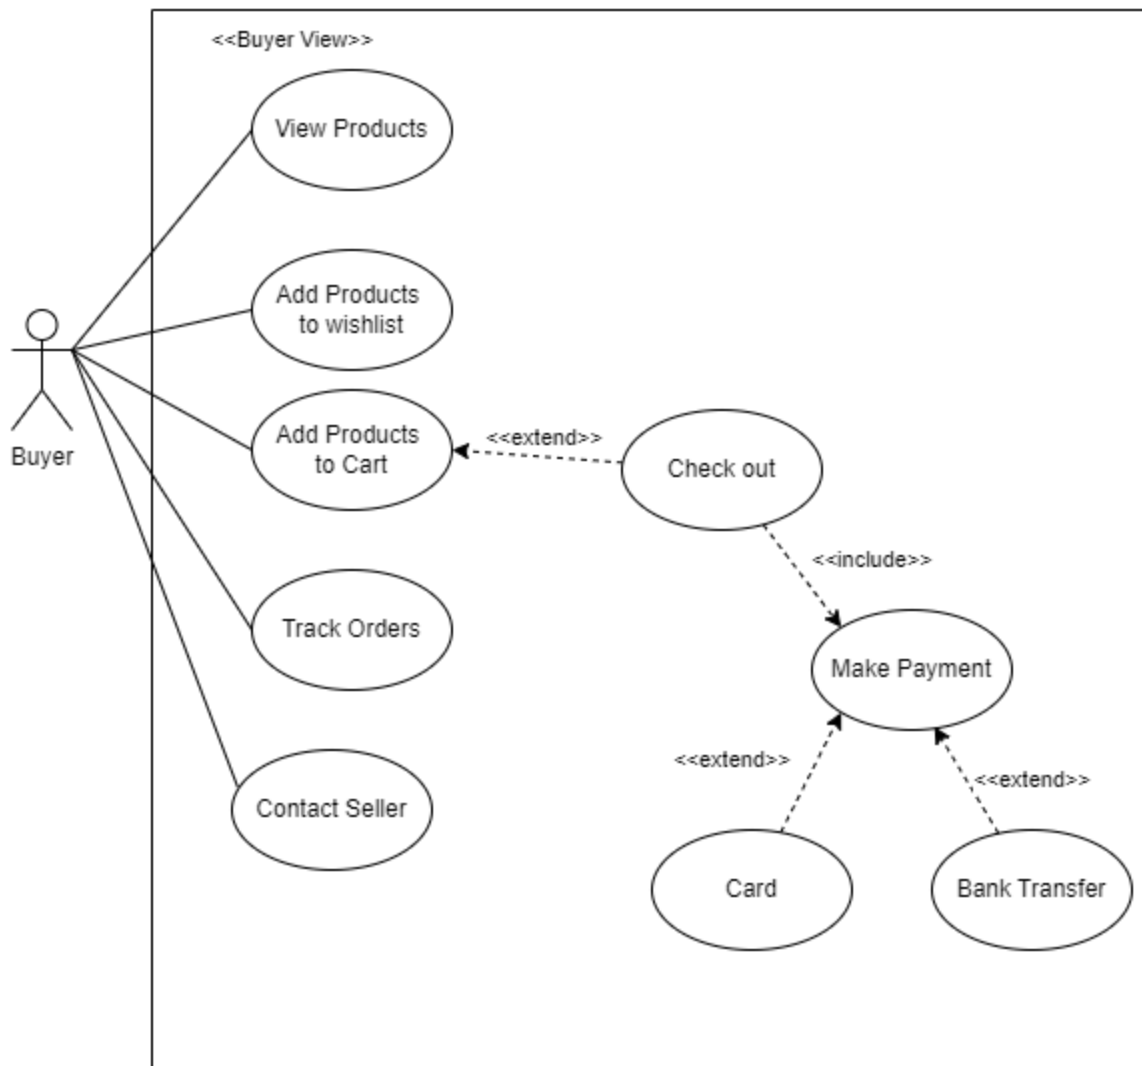 <<Buyer View>>
View Products
Add Products
to wishlist
Buyer
Add Products
to Cart
<<extend>>
Check out
<<include>>
Track Orders
Make Payment
<<extend>>
<<extend>>
Contact Seller
Card
Bank Transfer